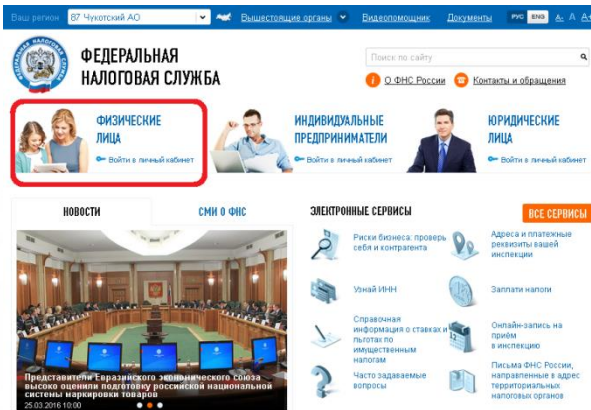 Ваш регион 87 Чукотский АО Вышестоящие органы Видеопомощник Документы РУС ENG A- A A+
ФЕДЕРАЛЬНАЯ
НАЛОГОВАЯ СЛУЖБА
Поиск по сайту
О ФНС России Контакты и обращения
ФИЗИЧЕСКИЕ
ЛИЦА
Войти в личный кабинет
ИНДИВИДУАЛЬНЫЕ
ПРЕДПРИНИМАТЕЛИ
Войти в личный кабинет
ЮРИДИЧЕСКИЕ
ЛИЦА
Войти в личный кабинет
НОВОСТИ СМИ О ФНС
Представители Евразийского экономического союза
высоко оценили подготовку российской национальной
системы маркировки товаров
25.03.2016 10:00
ЭЛЕКТРОННЫЕ СЕРВИСЫ ВСЕ СЕРВИСЫ
Риски бизнеса: проверь
себя и контрагента
Адреса и платежные
реквизиты вашей
инспекции
Узнай ИНН
Заплати налоги
Справочная
информация о ставках и
льготах по
имущественным
налогам
Онлайн-запись на
приём
в инспекцию
Часто задаваемые
вопросы
Письма ФНС России,
направленные в адрес
территориальных
налоговых органов